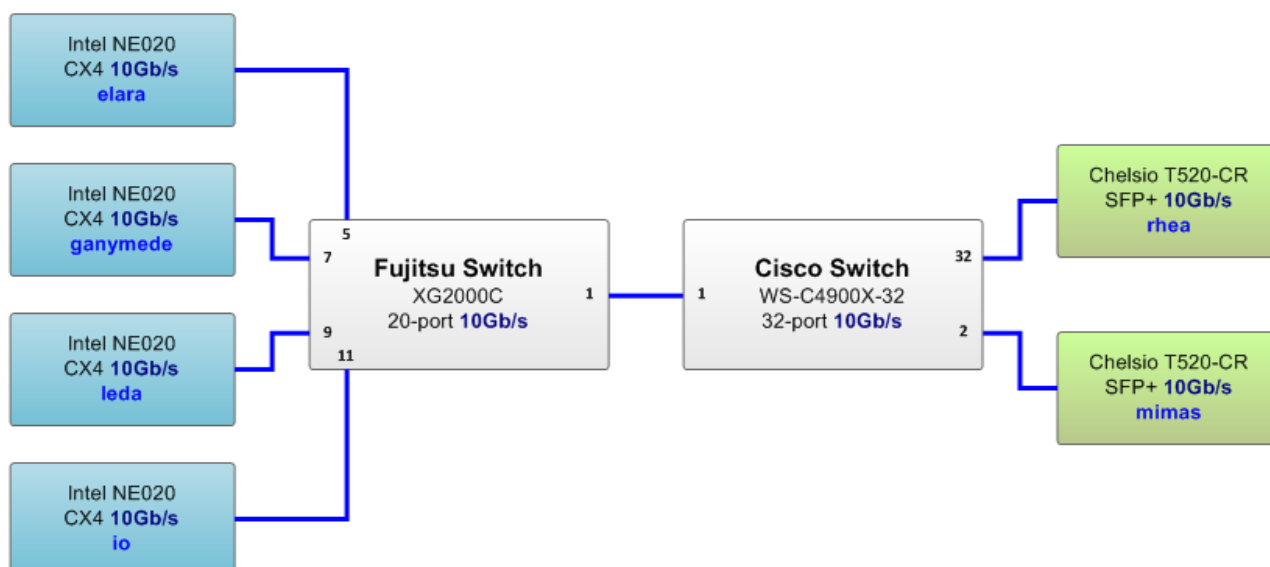 Intel NE020
CX4 10Gb/s
elara
Intel NE020
CX4 10Gb/s
ganymede
Intel NE020
CX4 10Gb/s
leda
Intel NE020
CX4 10Gb/s
io
5
7
9
11
Fujitsu Switch
XG2000C
20-port 10Gb/s
1
1
Cisco Switch
WS-C4900X-32
32-port 10Gb/s
32
2
Chelsio T520-CR
SFP+ 10Gb/s
rhea
Chelsio T520-CR
SFP+ 10Gb/s
mimas